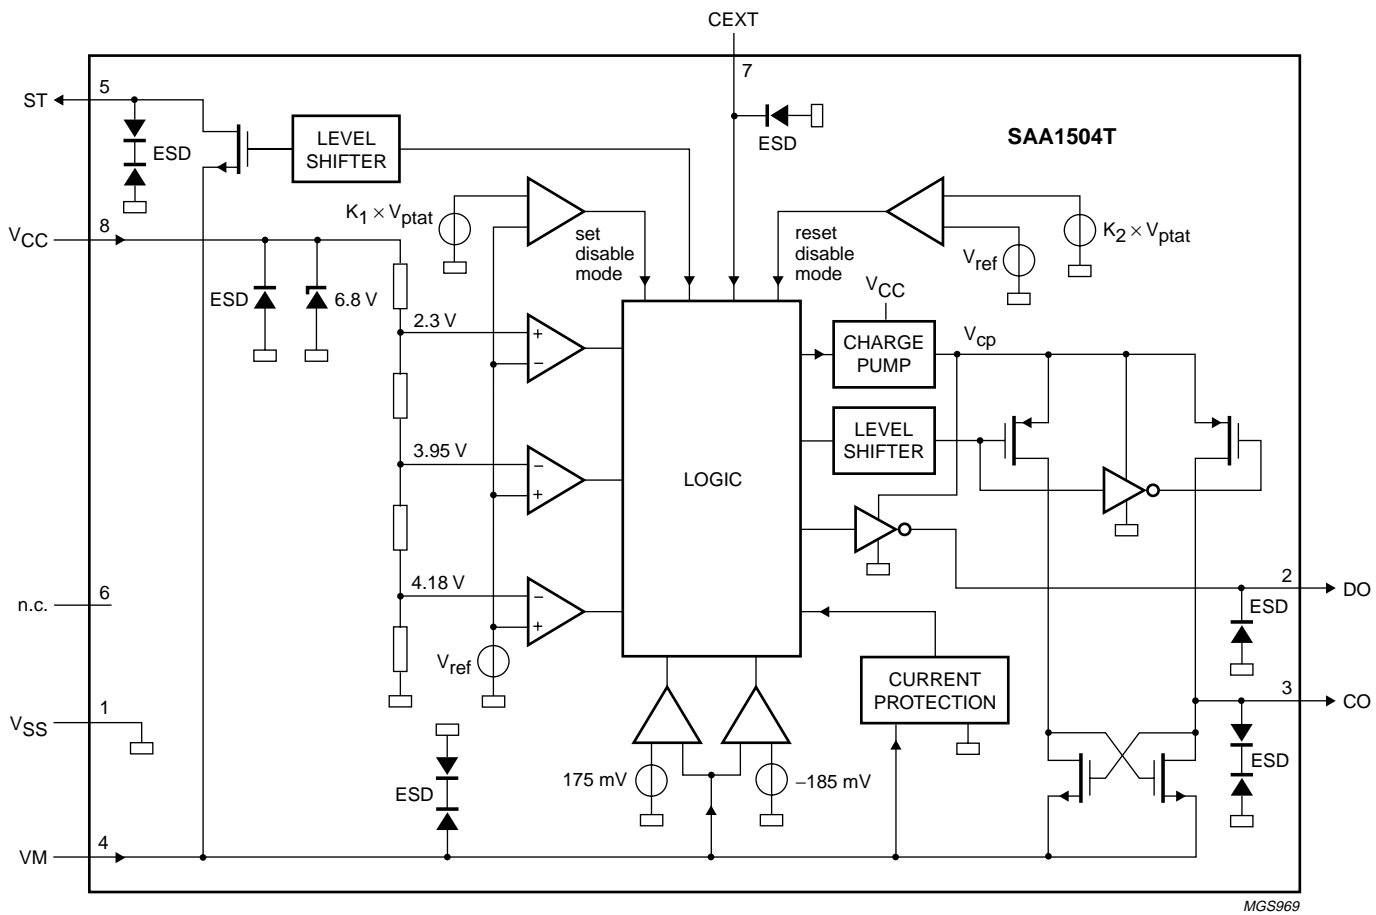 CEXT
7
5
ST
ESD
LEVEL
SHIFTER
ESD
SAA1504T
K1 × Vptat
set
disable
mode
reset
disable
mode
K2 × Vptat
Vref
8
VCC
ESD
6.8 V
VCC
2.3 V
+
−
CHARGE
PUMP
Vcp
LEVEL
SHIFTER
3.95 V
−
+
LOGIC
4.18 V
−
+
2
DO
ESD
6
n.c.
Vref
CURRENT
PROTECTION
3
CO
1
VSS
ESD
175 mV
−185 mV
ESD
4
VM
MGS969